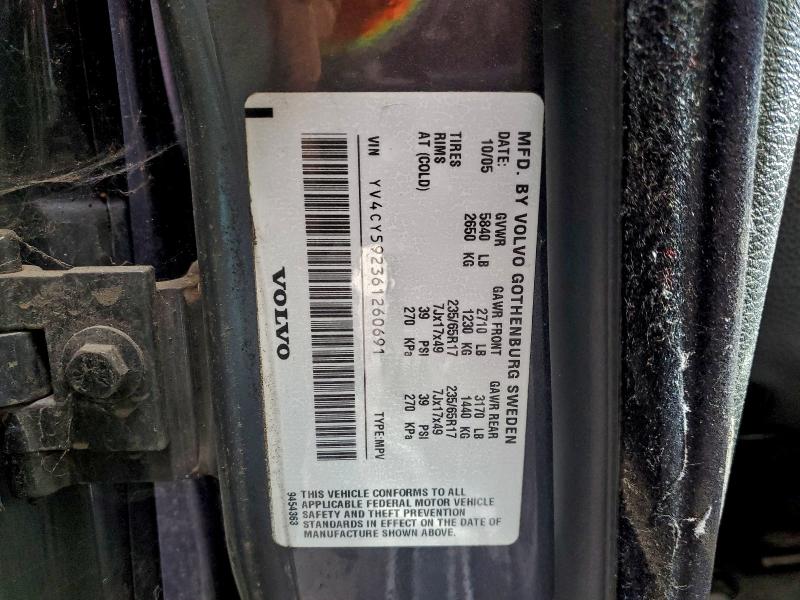 MFD. BY VOLVO GOTHENBURG SWEDEN
DATE: GVWR GAWR FRONT GAWR REAR
10/05 5840 LB 2710 LB 3170 LB
2650 KG 1230 KG 1440 KG
TIRES 235/65R17 235/65R17
RIMS 7Jx17x49 7Jx17x49
AT (COLD) 39 PSI 39 PSI
270 KPa 270 KPa
VIN YV4CY592361260691 TYPE:MPV
VOLVO
THIS VEHICLE CONFORMS TO ALL
APPLICABLE FEDERAL MOTOR VEHICLE
SAFETY AND THEFT PREVENTION
STANDARDS IN EFFECT ON THE DATE OF
MANUFACTURE SHOWN ABOVE.
9454383